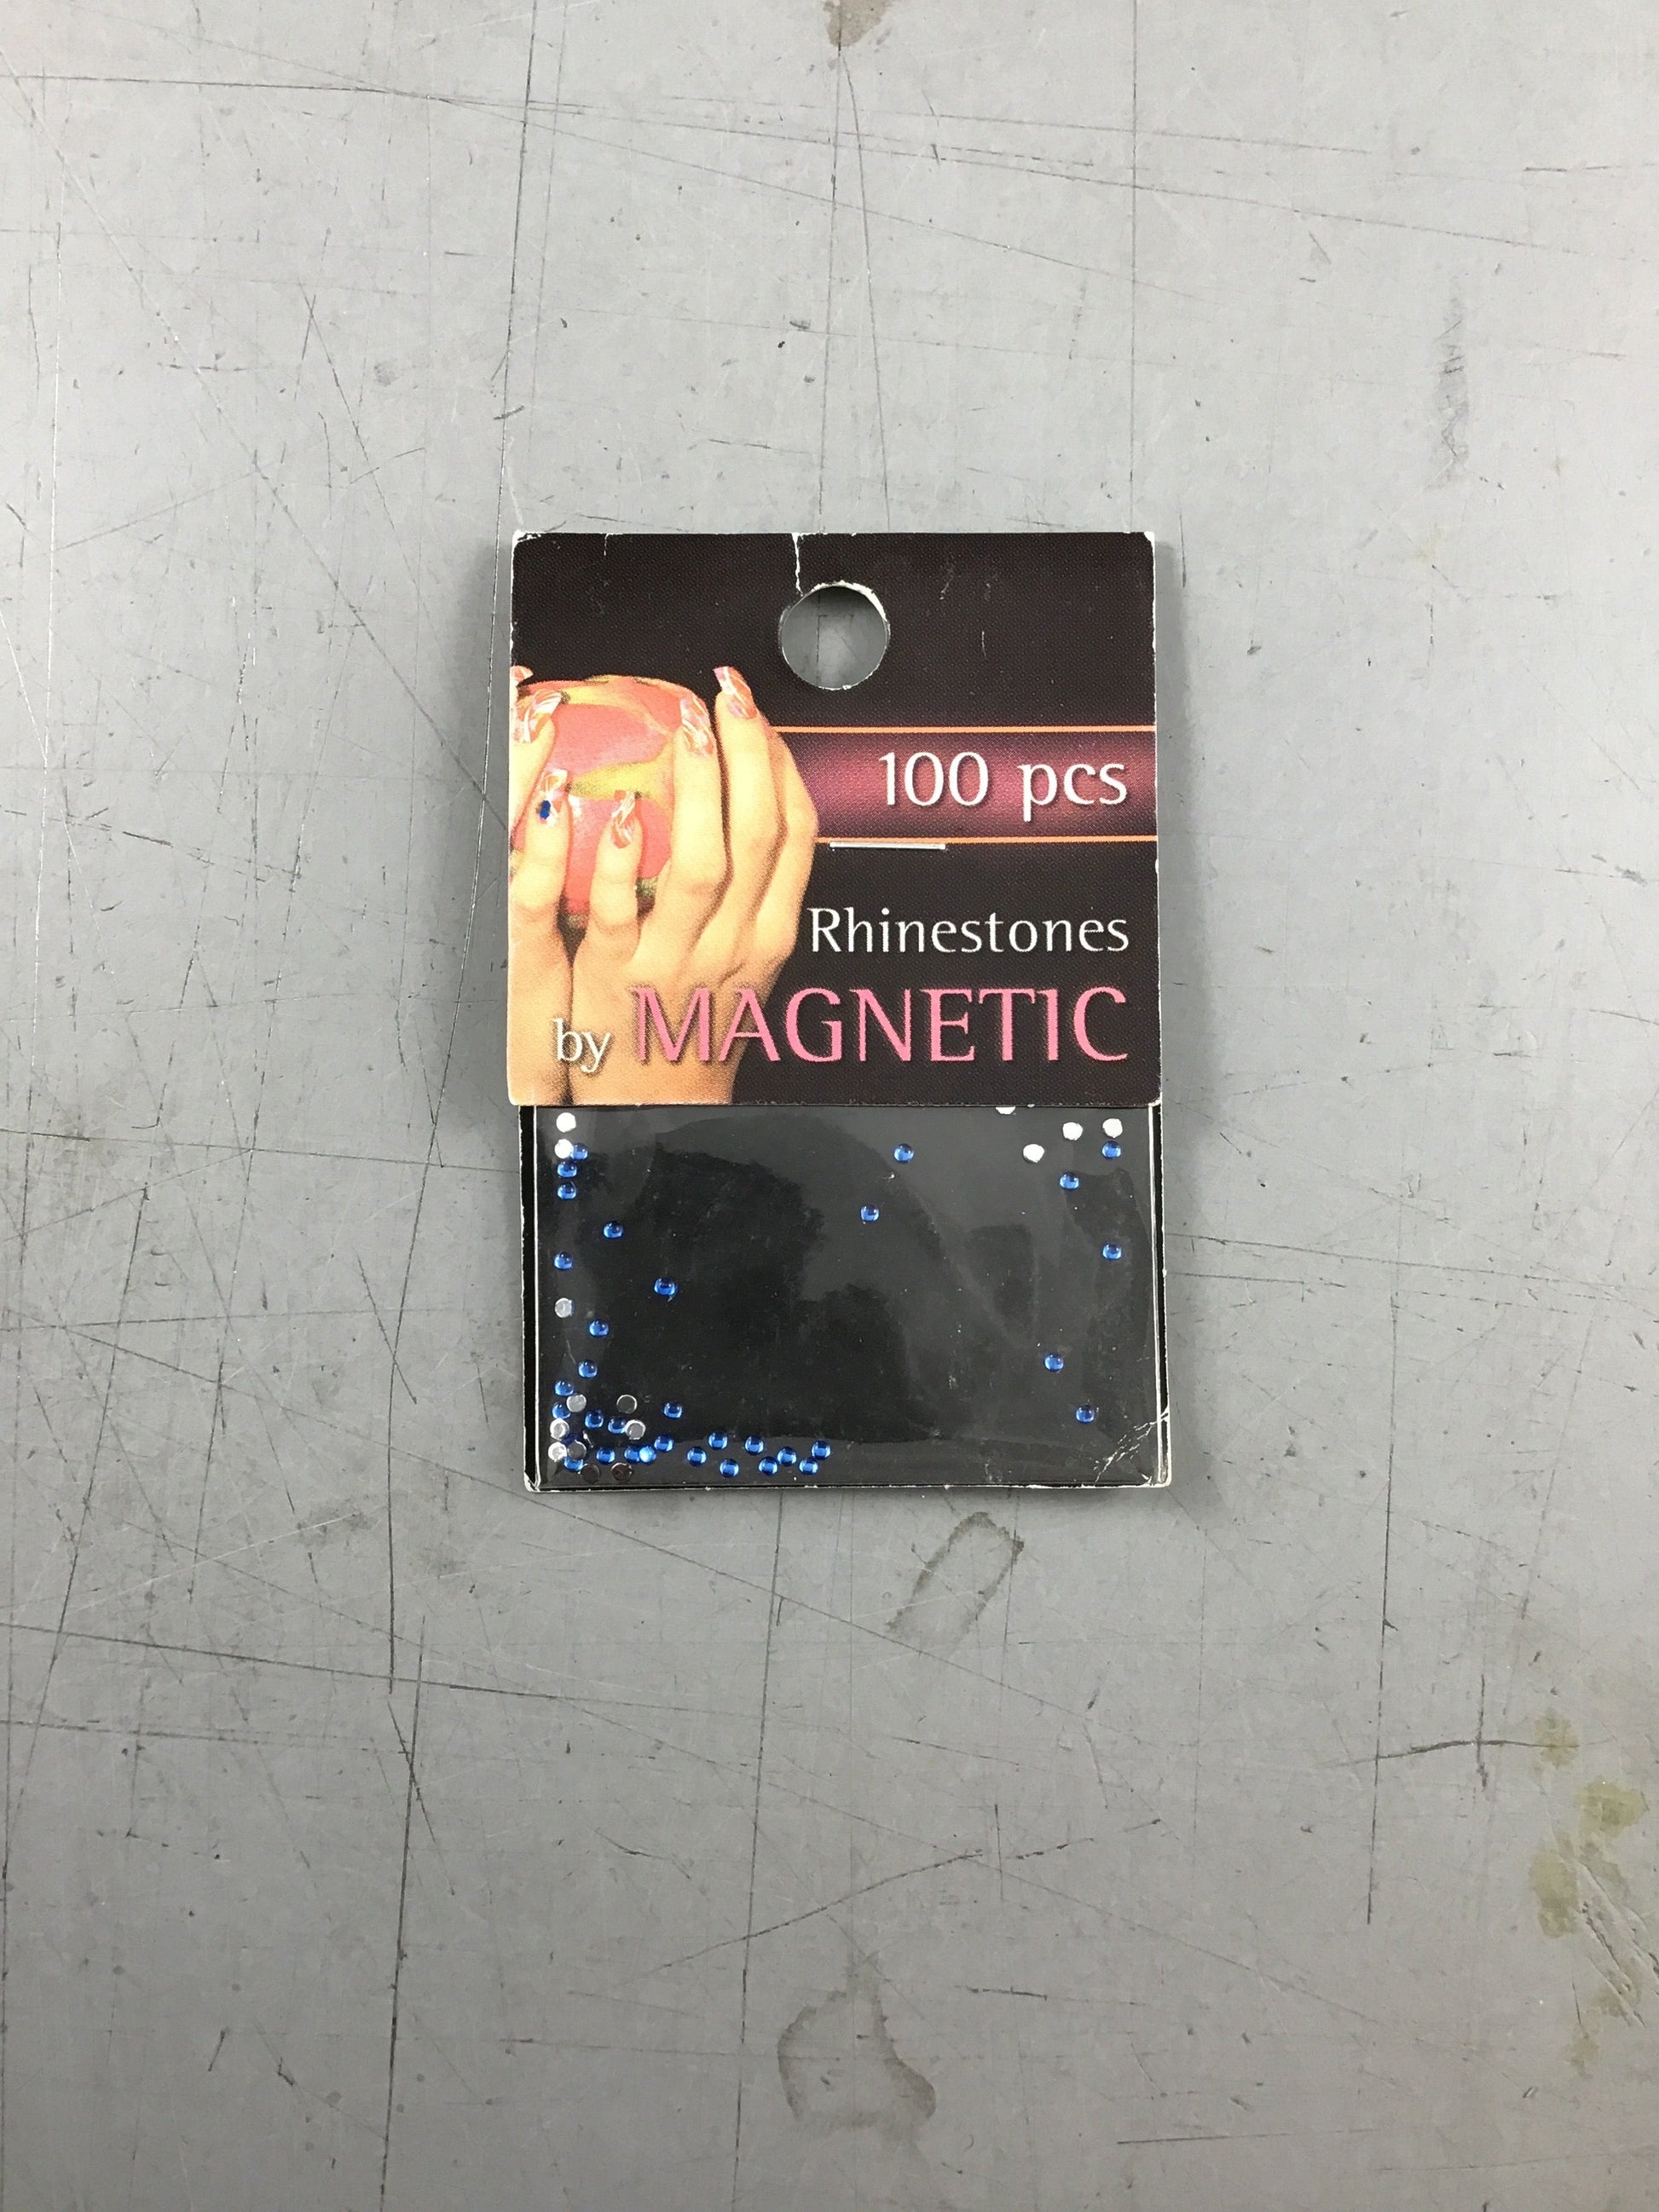 100 pcs
Rhinestones
by MAGNETIC